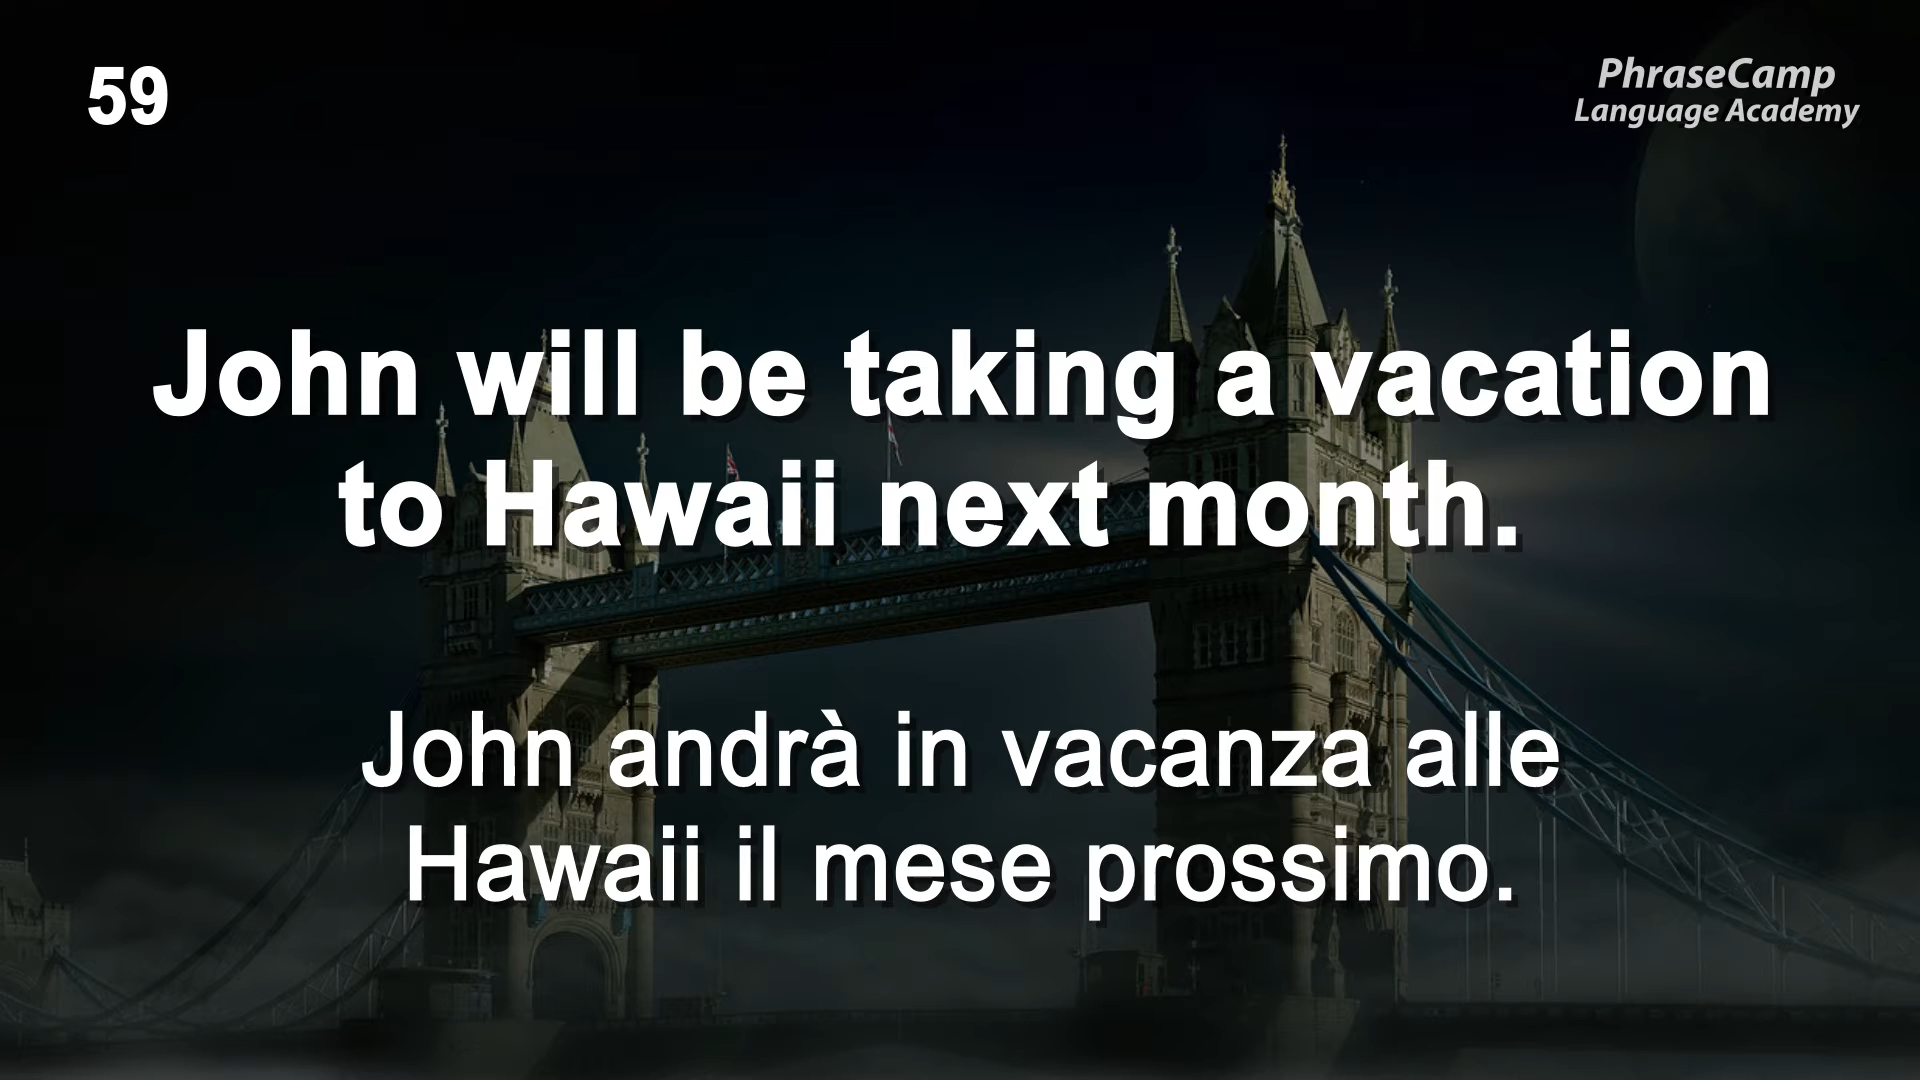 59
PhraseCamp
Language Academy
John will be taking a vacation
to Hawaii next month.
John andrà in vacanza alle
Hawaii il mese prossimo.